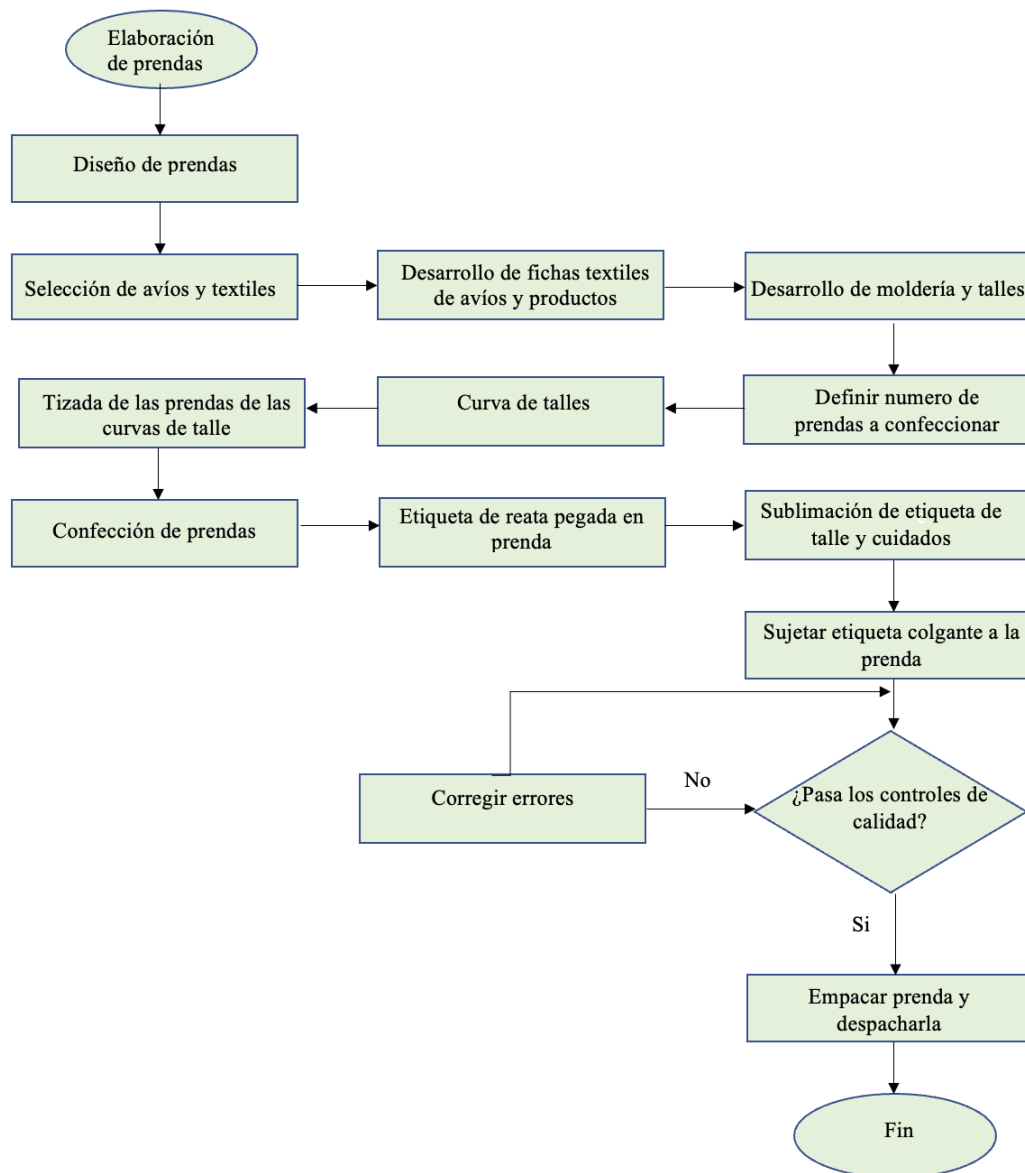 Elaboración
de prendas
Diseño de prendas
Selección de avíos y textiles
Desarrollo de fichas textiles
de avíos y productos
Desarrollo de moldería y talles
Definir numero de
prendas a confeccionar
Curva de talles
Tizada de las prendas de las
curvas de talle
Confección de prendas
Etiqueta de reata pegada en
prenda
Sublimación de etiqueta de
talle y cuidados
Sujetar etiqueta colgante a la
prenda
¿Pasa los controles de
calidad?
No
Corregir errores
Si
Empacar prenda y
despacharla
Fin